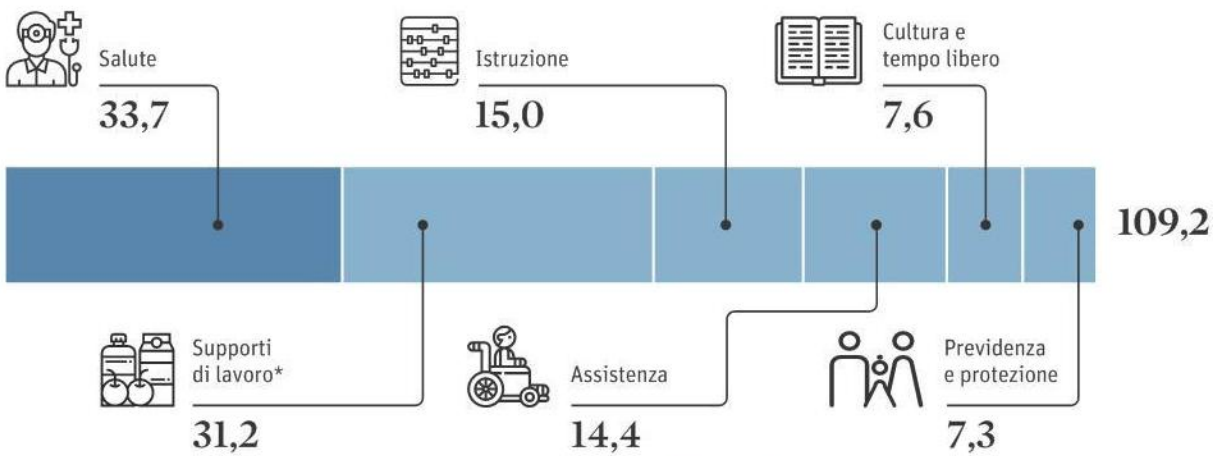 Salute
33,7
Istruzione
15,0
Cultura e
tempo libero
7,6
109,2
Supporti
di lavoro*
31,2
Assistenza
14,4
Previdenza
e protezione
7,3